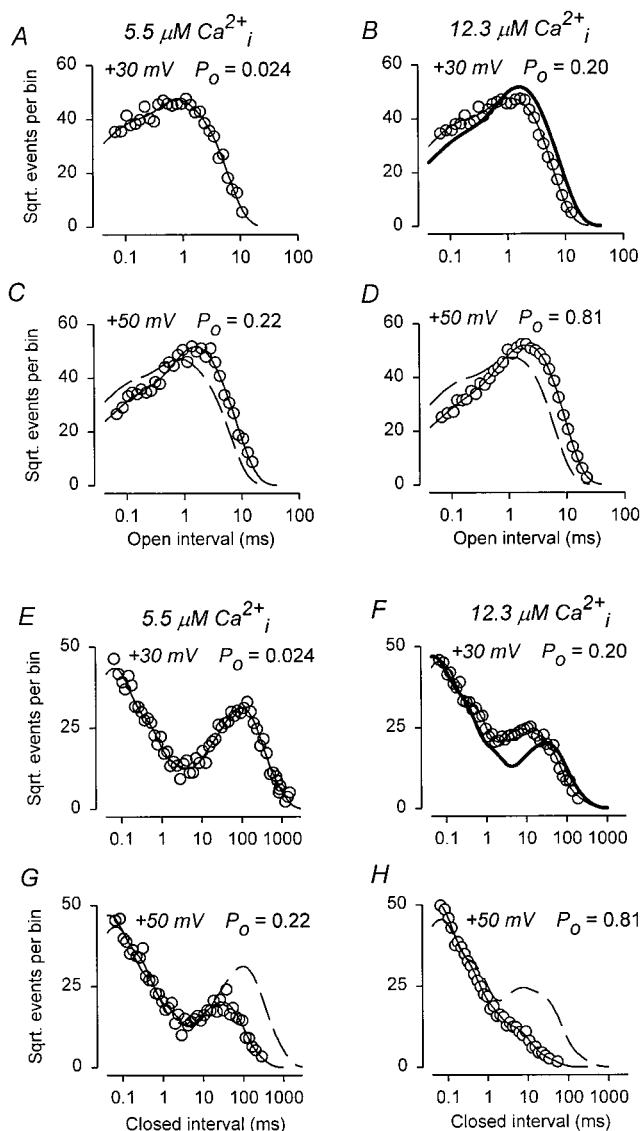 A 5.5 μM Ca2+i
+30 mV Po = 0.024
Sqrt. events per bin
60
40
20
0
0.1 1 10 100
B 12.3 μM Ca2+i
+30 mV Po = 0.20
60
40
20
0
0.1 1 10 100
C
+50 mV Po = 0.22
Sqrt. events per bin
60
40
20
0
0.1 1 10 100
Open interval (ms)
D
+50 mV Po = 0.81
60
40
20
0
0.1 1 10 100
Open interval (ms)
E 5.5 μM Ca2+i
+30 mV Po = 0.024
Sqrt. events per bin
50
25
0
0.1 1 10 100 1000
F 12.3 μM Ca2+i
+30 mV Po = 0.20
50
25
0
0.1 1 10 100 1000
G
+50 mV Po = 0.22
Sqrt. events per bin
50
25
0
0.1 1 10 100 1000
Closed interval (ms)
H
+50 mV Po = 0.81
50
25
0
0.1 1 10 100 1000
Closed interval (ms)